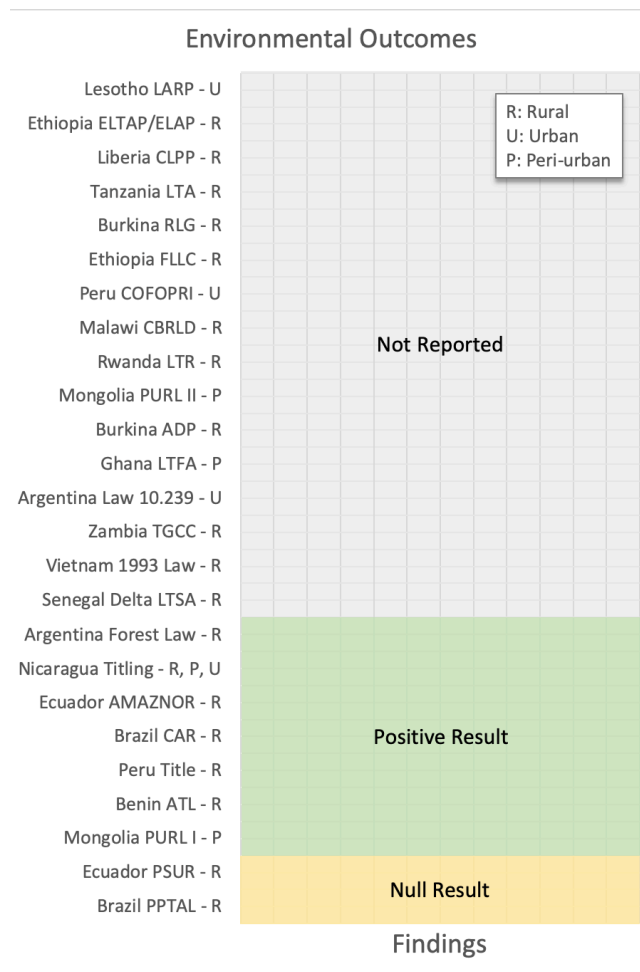 Environmental Outcomes
Lesotho LARP - U
Ethiopia ELTAP/ELAP - R
Liberia CLPP - R
Tanzania LTA - R
Burkina RLG - R
Ethiopia FLLC - R
Peru COFOPRI - U
Malawi CBRLD - R
Rwanda LTR - R
Mongolia PURL II - P
Burkina ADP - R
Ghana LTFA - P
Argentina Law 10.239 - U
Zambia TGCC - R
Vietnam 1993 Law - R
Senegal Delta LTSA - R
Argentina Forest Law - R
Nicaragua Titling - R, P, U
Ecuador AMAZNOR - R
Brazil CAR - R
Peru Title - R
Benin ATL - R
Mongolia PURL I - P
Ecuador PSUR - R
Brazil PPTAL - R
R: Rural
U: Urban
P: Peri-urban
Not Reported
Positive Result
Null Result
Findings